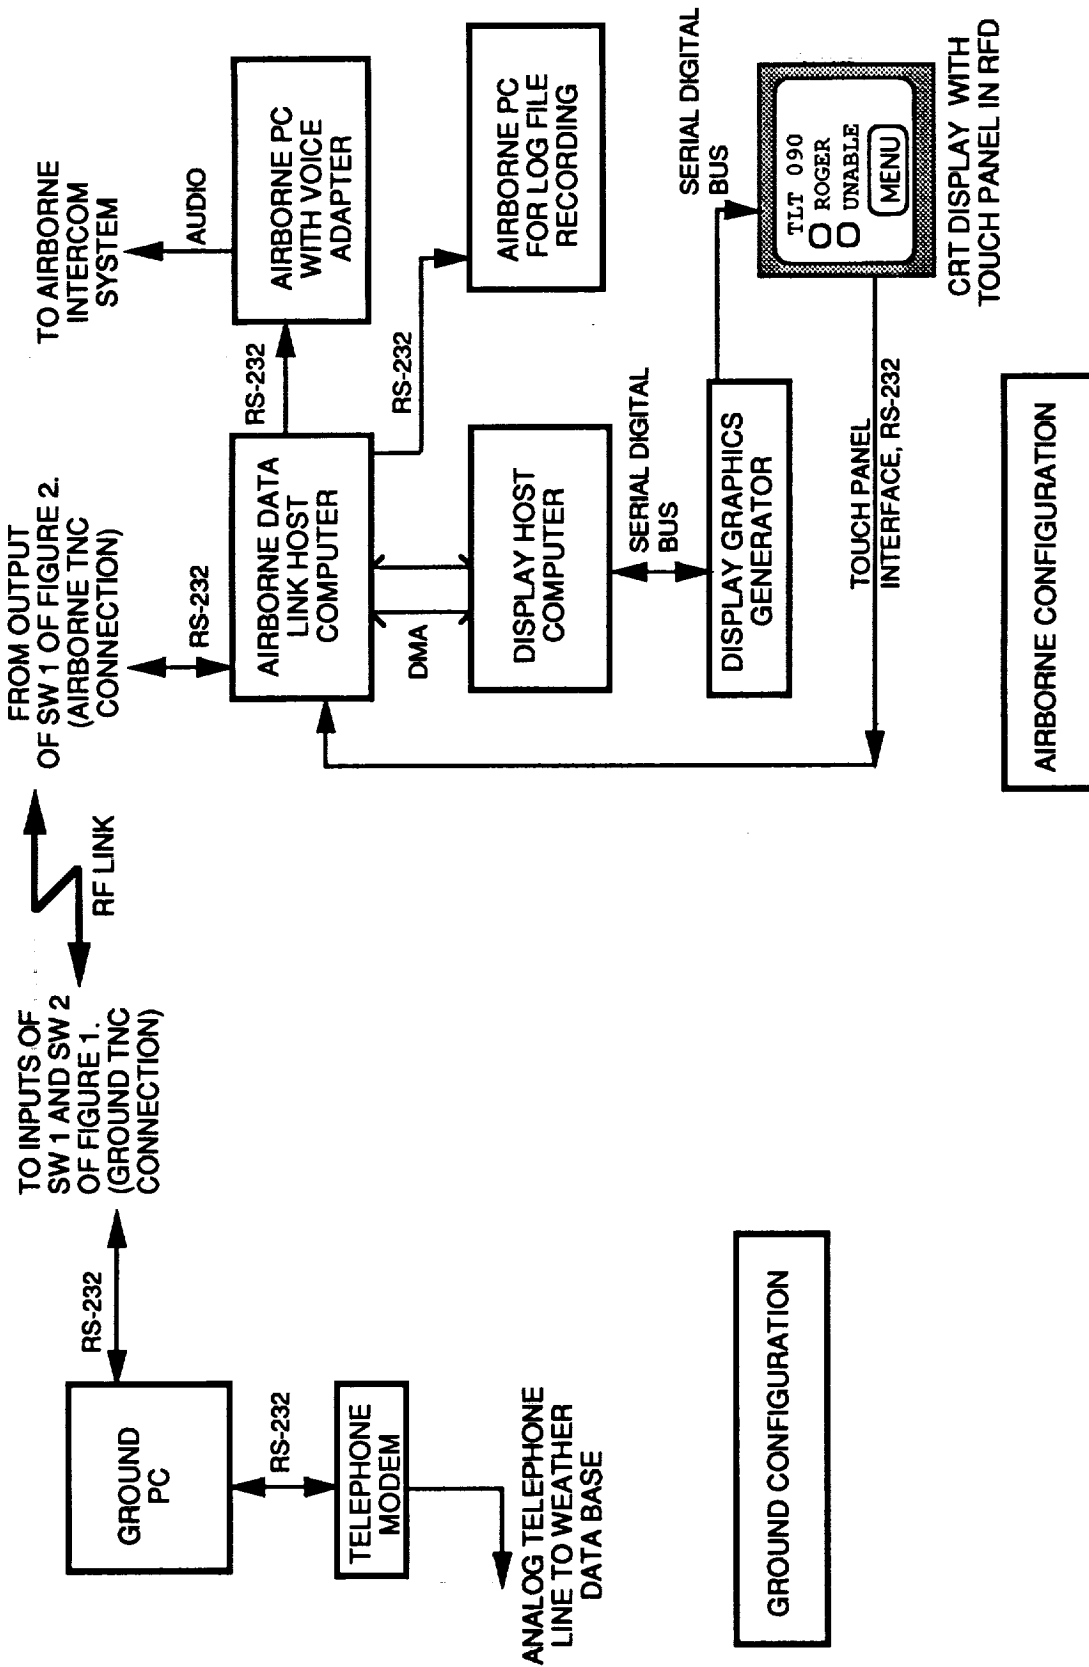 GROUND
PC
RS-232
RS-232
TELEPHONE
MODEM
ANALOG TELEPHONE
LINE TO WEATHER
DATA BASE
GROUND CONFIGURATION
TO INPUTS OF
SW 1 AND SW 2
OF FIGURE 1.
(GROUND TNC
CONNECTION)
RF LINK
FROM OUTPUT
OF SW 1 OF FIGURE 2.
(AIRBORNE TNC
CONNECTION)
RS-232
AIRBORNE DATA
LINK HOST
COMPUTER
RS-232
AIRBORNE PC
WITH VOICE
ADAPTER
AUDIO
TO AIRBORNE
INTERCOM
SYSTEM
RS-232
AIRBORNE PC
FOR LOG FILE
RECORDING
DMA
DISPLAY HOST
COMPUTER
SERIAL DIGITAL
BUS
DISPLAY GRAPHICS
GENERATOR
SERIAL DIGITAL
BUS
TLT 090
ROGER
UNABLE
MENU
CRT DISPLAY WITH
TOUCH PANEL IN RFD
TOUCH PANEL
INTERFACE, RS-232
AIRBORNE CONFIGURATION